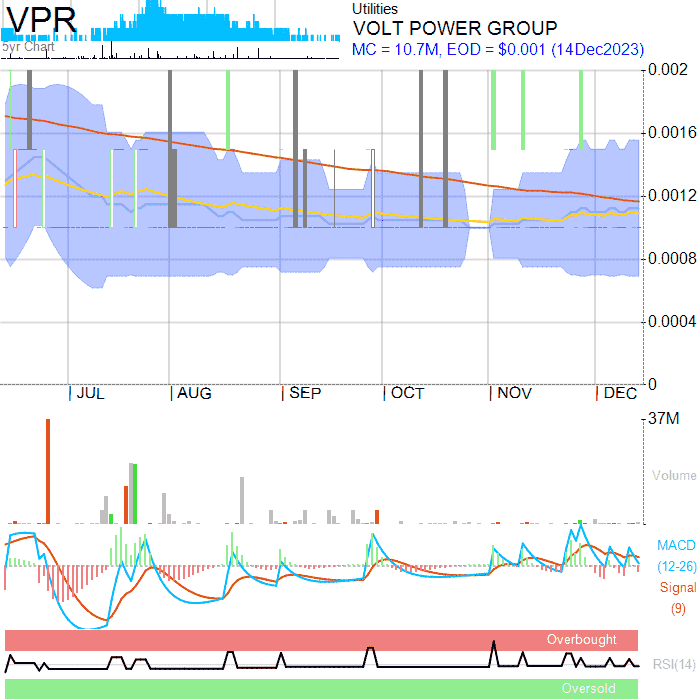 VPR
5yr Chart
Utilities
VOLT POWER GROUP
MC = 10.7M, EOD = $0.001 (14Dec2023)
0.002
0.0016
0.0012
0.0008
0.0004
0
JUL AUG SEP OCT NOV DEC
37M
Volume
MACD
(12-26)
Signal
(9)
Overbought
RSI(14)
Oversold